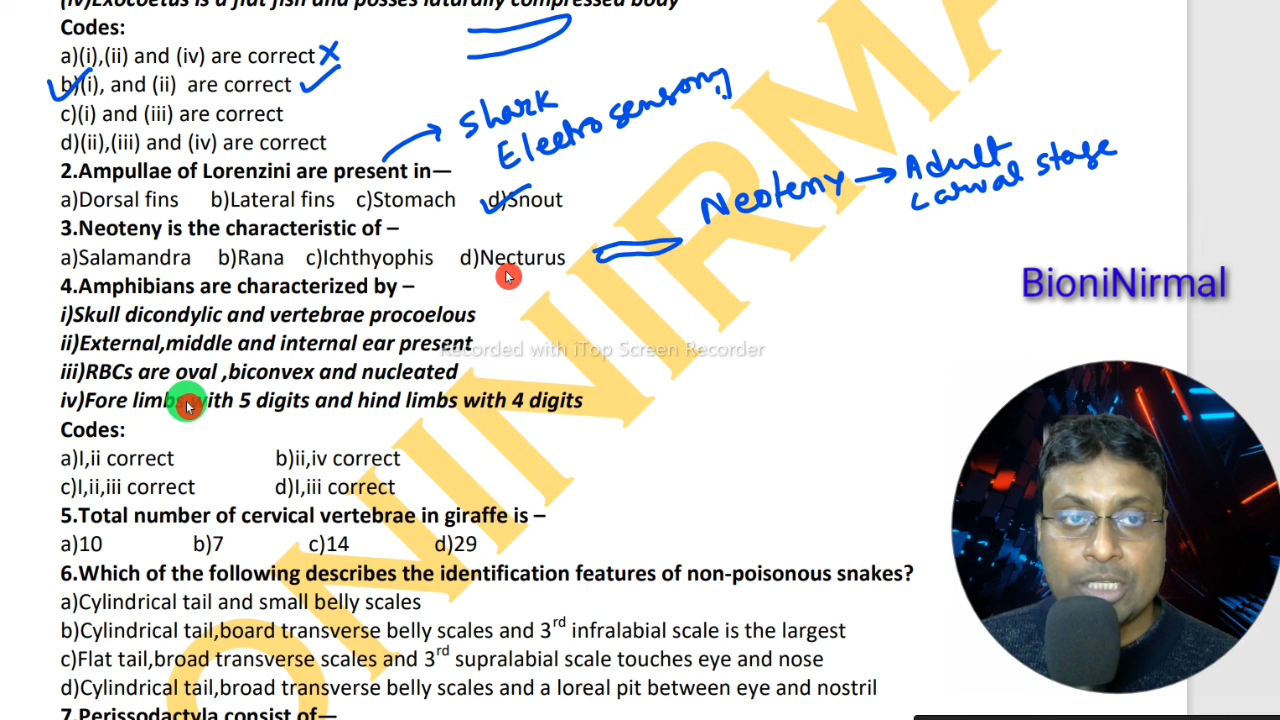 (iv)Exocoetus is a flat fish and posses laturally compressed body
Codes:
a)(i),(ii) and (iv) are correct
b)(i), and (ii) are correct
c)(i) and (iii) are correct
d)(ii),(iii) and (iv) are correct
shark
Electro sensory
2.Ampullae of Lorenzini are present in—
a)Dorsal fins b)Lateral fins c)Stomach d)Snout
Neoteny → Adult
Larval stage
3.Neoteny is the characteristic of –
a)Salamandra b)Rana c)Ichthyophis d)Necturus
BioniNirmal
4.Amphibians are characterized by –
i)Skull dicondylic and vertebrae procoelous
ii)External,middle and internal ear present
Recorded with iTop Screen Recorder
iii)RBCs are oval ,biconvex and nucleated
iv)Fore limbs with 5 digits and hind limbs with 4 digits
Codes:
a)I,ii correct b)ii,iv correct
c)I,ii,iii correct d)I,iii correct
5.Total number of cervical vertebrae in giraffe is –
a)10 b)7 c)14 d)29
6.Which of the following describes the identification features of non-poisonous snakes?
a)Cylindrical tail and small belly scales
b)Cylindrical tail,board transverse belly scales and 3rd infralabial scale is the largest
c)Flat tail,broad transverse scales and 3rd supralabial scale touches eye and nose
d)Cylindrical tail,broad transverse belly scales and a loreal pit between eye and nostril
7.Perissodactyla consist of—
ONINIRMA